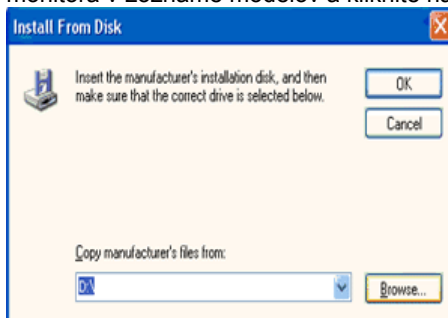 Install From Disk
Insert the manufacturer's installation disk, and then
make sure that the correct drive is selected below.
OK
Cancel
Copy manufacturer's files from:
D:\
Browse...